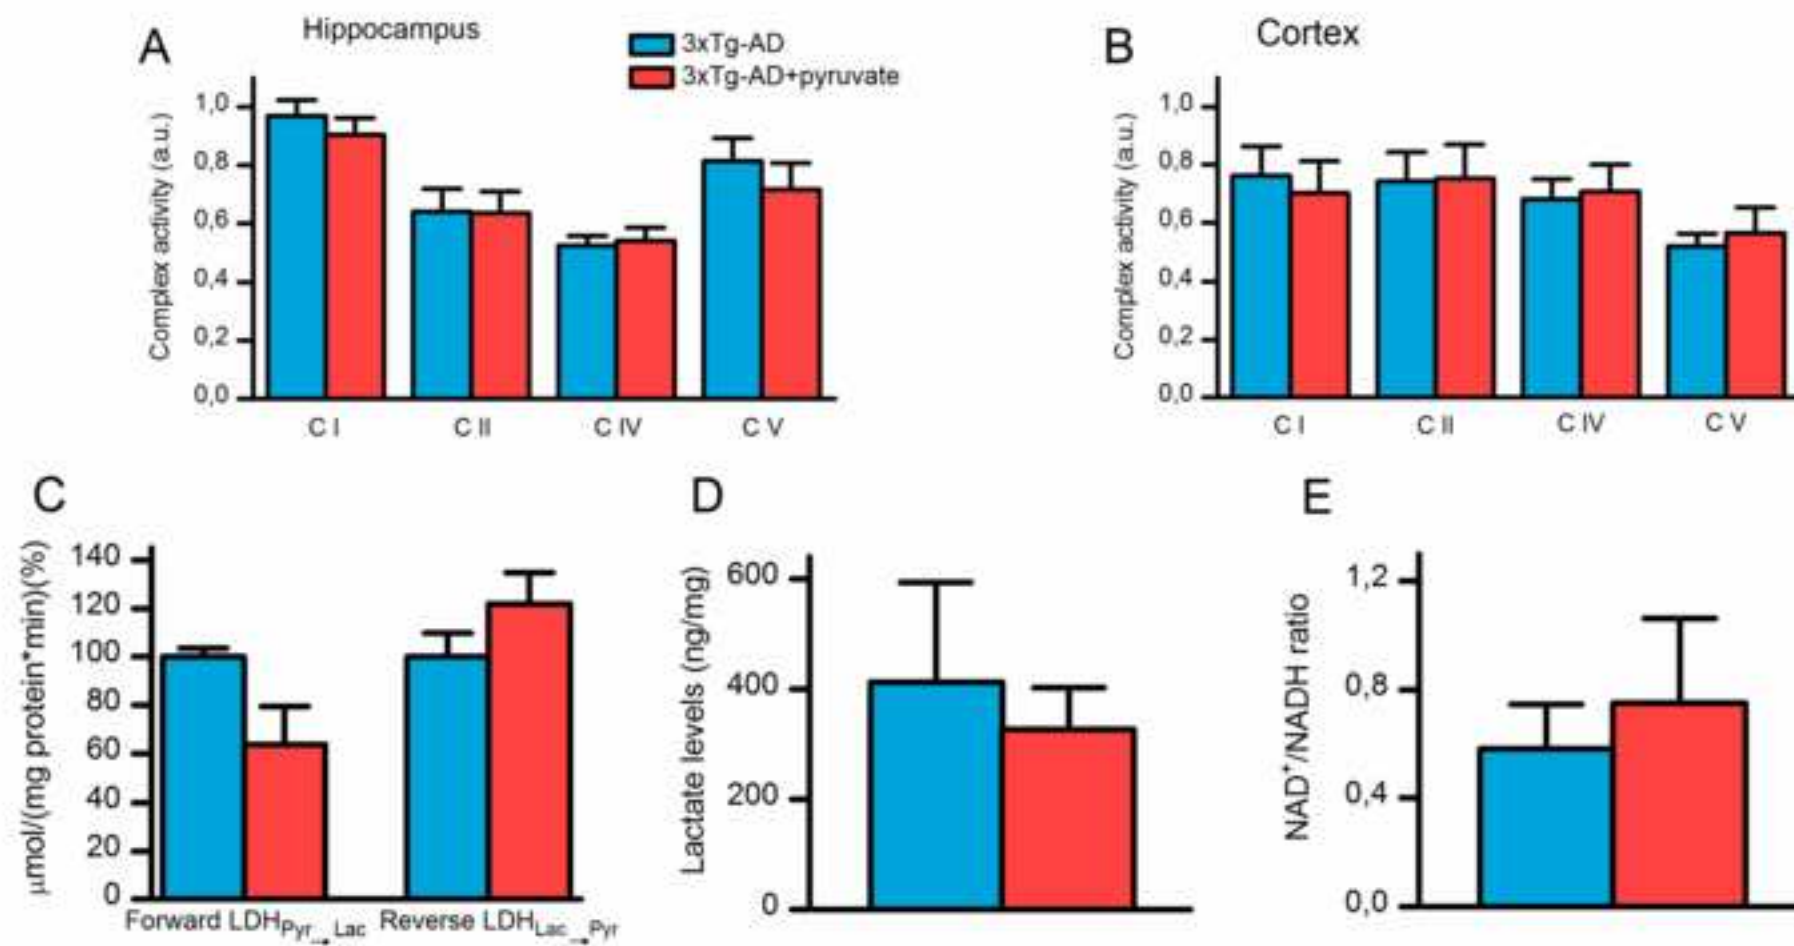 A
Hippocampus
3xTg-AD
3xTg-AD+pyruvate
Complex activity (a.u.)
1,0
0,8
0,6
0,4
0,2
0,0
C I
C II
C IV
C V
B
Cortex
Complex activity (a.u.)
1,0
0,8
0,6
0,4
0,2
0,0
C I
C II
C IV
C V
C
μmol/(mg protein*min)(%)
140
120
100
80
60
40
20
0
Forward LDHPyr→Lac
Reverse LDHLac→Pyr
D
Lactate levels (ng/mg)
600
400
200
0
E
NAD+/NADH ratio
1,2
0,8
0,4
0,0